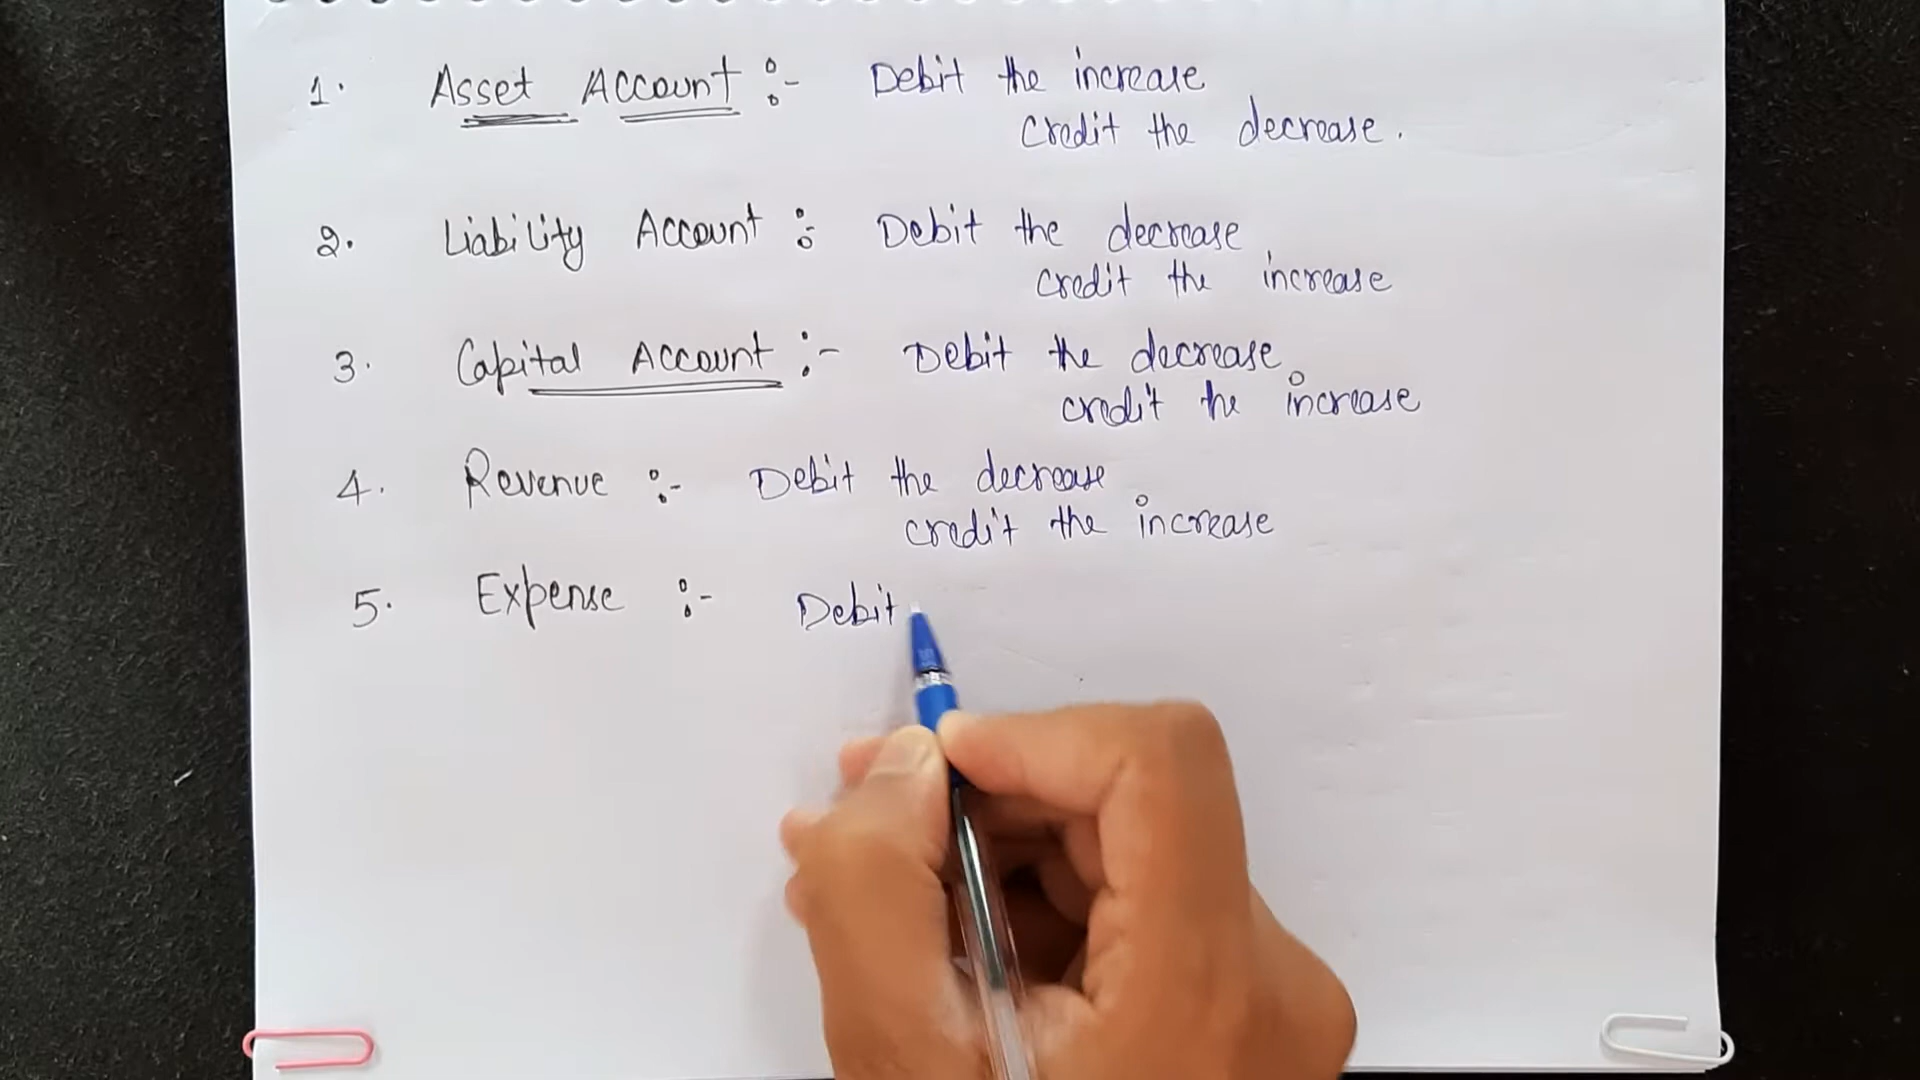 1. Asset Account :- Debit the increase
credit the decrease.
2. Liability Account : Debit the decrease
credit the increase
3. Capital Account :- Debit the decrease
credit the increase
4. Revenue :- Debit the decrease
credit the increase
5. Expense :- Debit